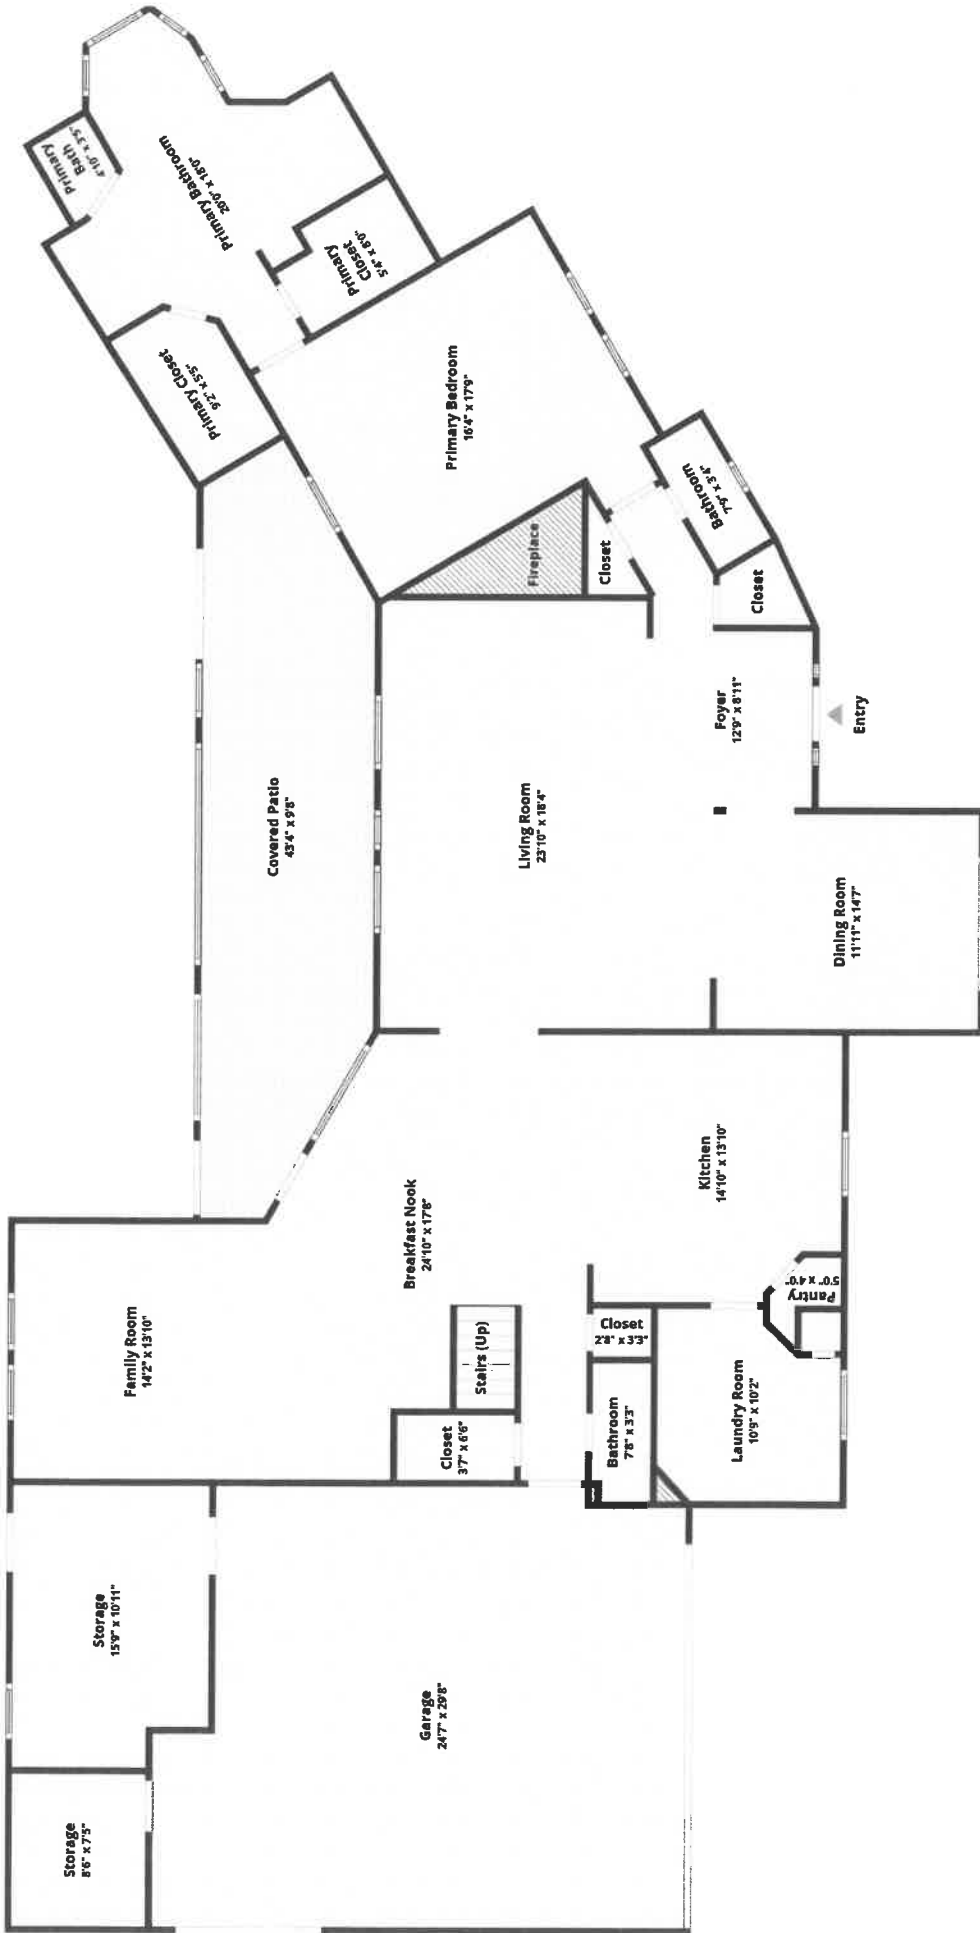 Primary
Bath
4'10" x 3'5"
Primary Bathroom
20'0" x 18'0"
Primary
Closet
5'4" x 8'0"
Primary Closet
9'2" x 5'5"
Primary Bedroom
16'4" x 17'9"
Bathroom
7'9" x 3'4"
Fireplace
Closet
Closet
Foyer
12'9" x 8'11"
Entry
Covered Patio
43'4" x 9'8"
Living Room
23'10" x 18'4"
Dining Room
11'11" x 14'7"
Kitchen
14'10" x 13'10"
Breakfast Nook
24'10" x 17'8"
Pantry
5'0" x 4'0"
Family Room
14'2" x 13'10"
Stairs (Up)
Closet
2'8" x 3'3"
Closet
3'7" x 6'6"
Bathroom
7'8" x 3'3"
Laundry Room
10'9" x 10'2"
Storage
15'9" x 10'11"
Garage
24'7" x 29'8"
Storage
8'6" x 7'5"